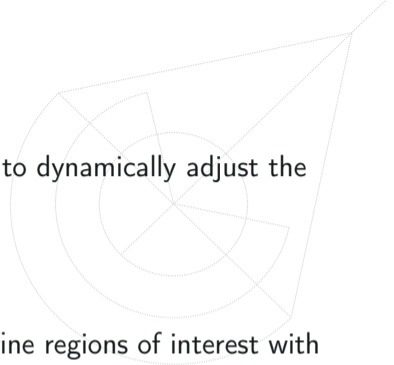 to dynamically adjust the
ine regions of interest with